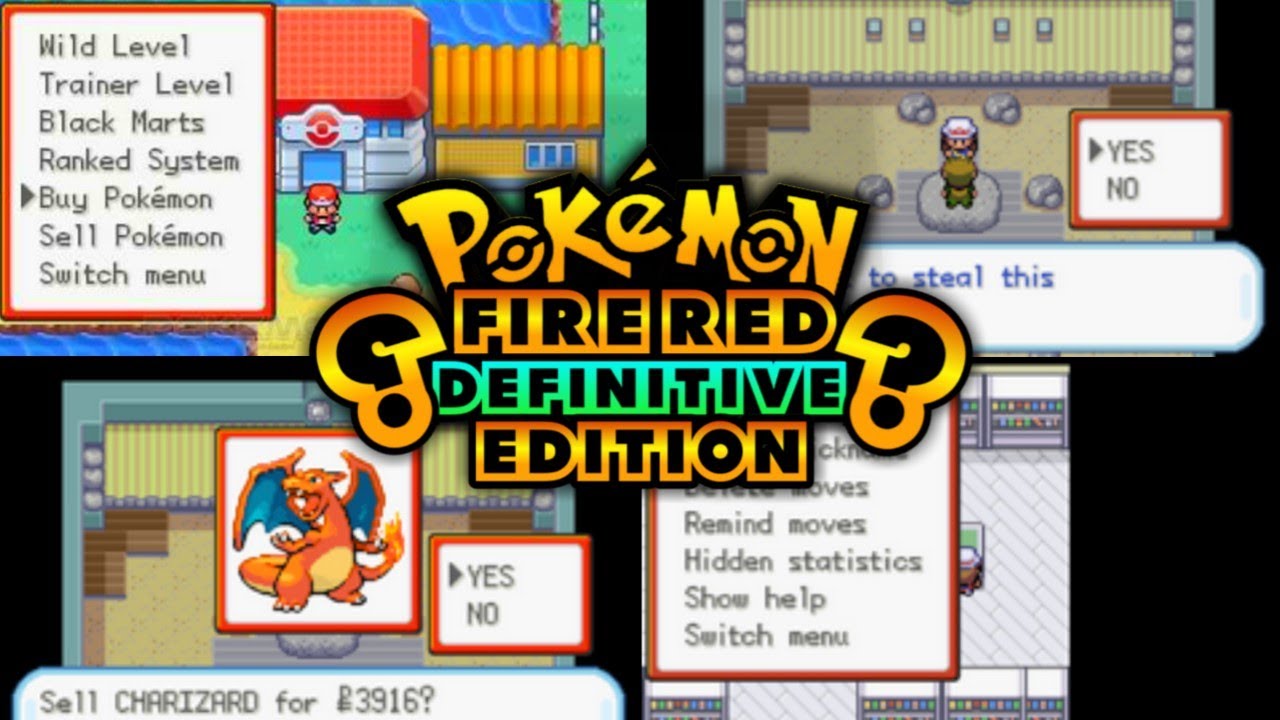 Wild Level
Trainer Level
Black Marts
Ranked System
Buy Pokémon
Sell Pokémon
Switch menu
YES
NO
to steal this
POKéMON
FIRE RED
DEFINITIVE
EDITION
YES
NO
Sell CHARIZARD for ₽3916?
Delete moves
Remind moves
Hidden statistics
Show help
Switch menu